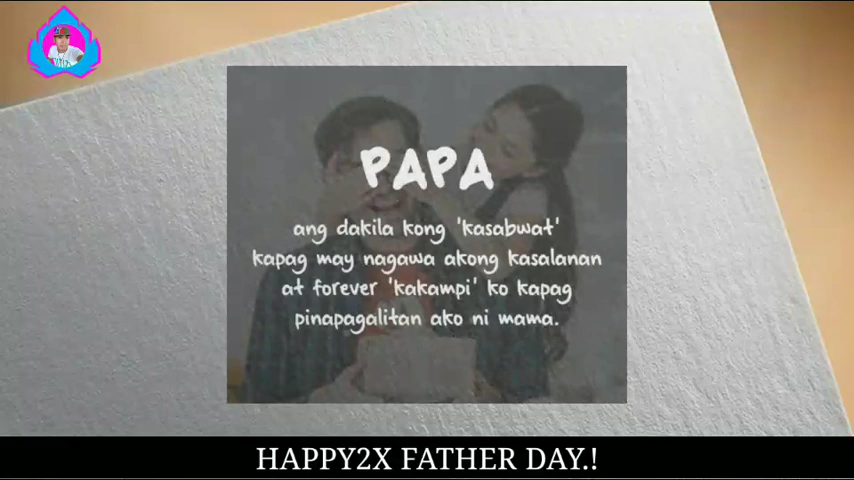 PAPA
ang dakila kong 'kasabwat'
kapag may nagawa akong kasalanan
at forever 'kakampi' ko kapag
pinapagalitan ako ni mama.
HAPPY2X FATHER DAY.!